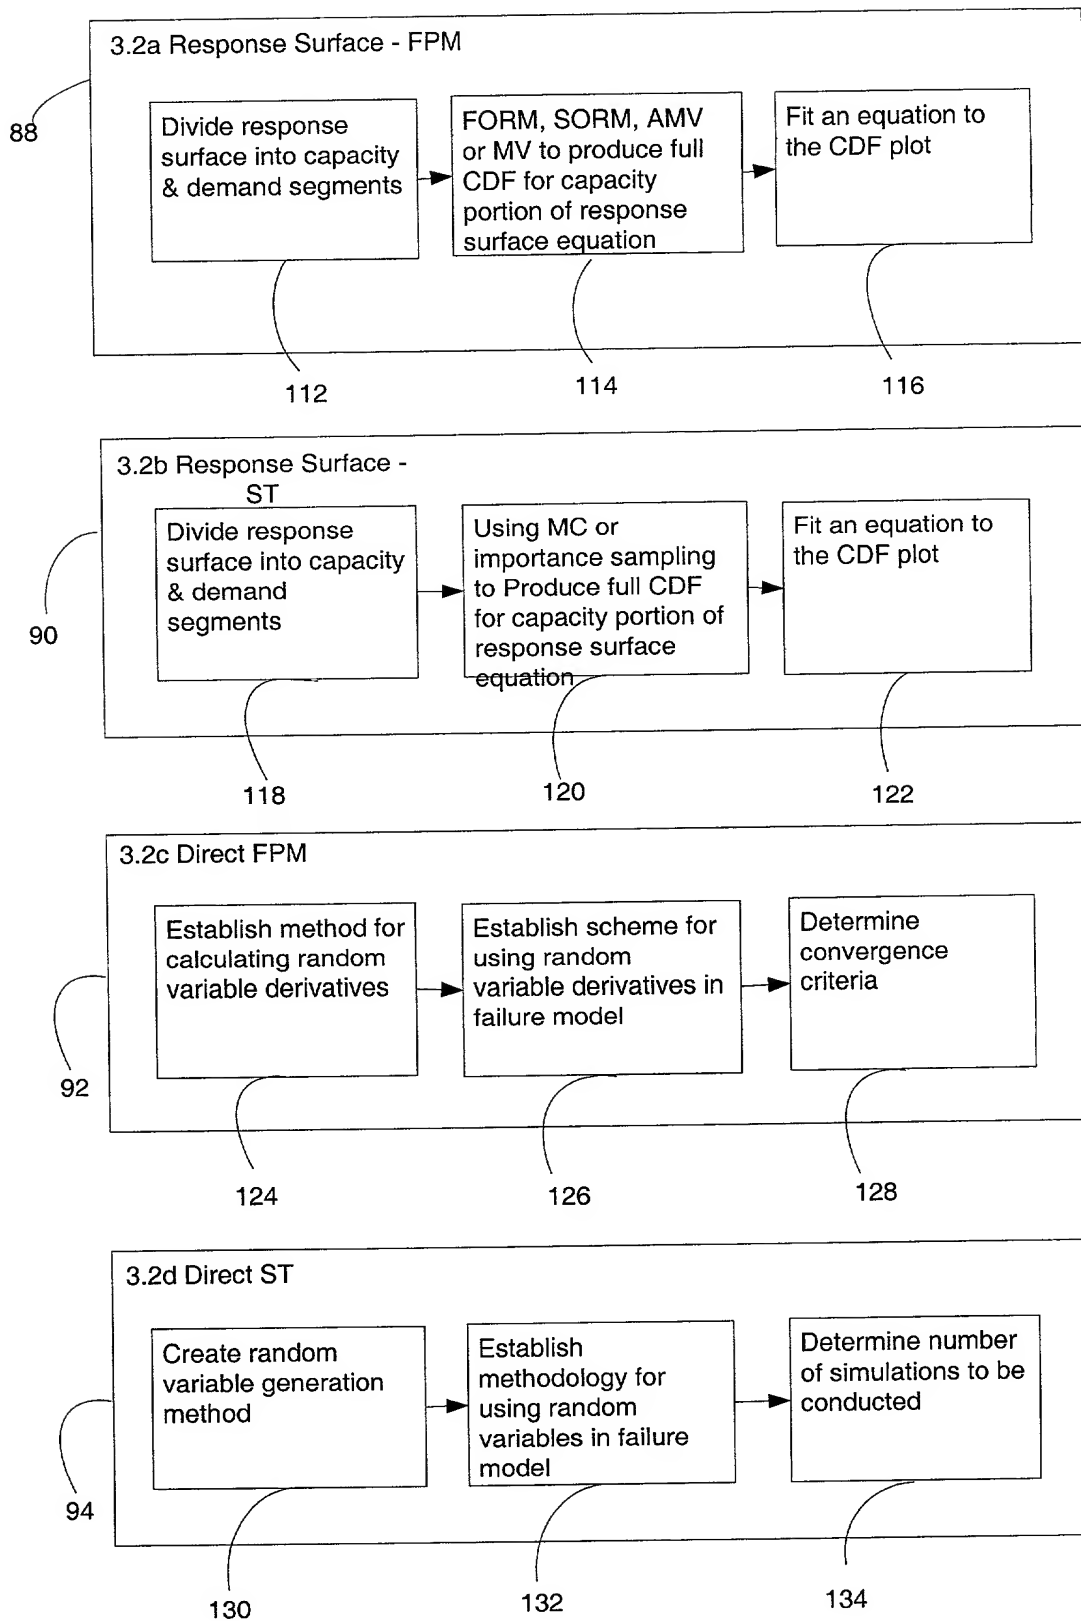 3.2a Response Surface - FPM
88
Divide response
surface into capacity
& demand segments
FORM, SORM, AMV
or MV to produce full
CDF for capacity
portion of response
surface equation
Fit an equation to
the CDF plot
112
114
116
3.2b Response Surface -
ST
90
Divide response
surface into capacity
& demand
segments
Using MC or
importance sampling
to Produce full CDF
for capacity portion of
response surface
equation
Fit an equation to
the CDF plot
118
120
122
3.2c Direct FPM
92
Establish method for
calculating random
variable derivatives
Establish scheme for
using random
variable derivatives in
failure model
Determine
convergence
criteria
124
126
128
3.2d Direct ST
94
Create random
variable generation
method
Establish
methodology for
using random
variables in failure
model
Determine number
of simulations to be
conducted
130
132
134